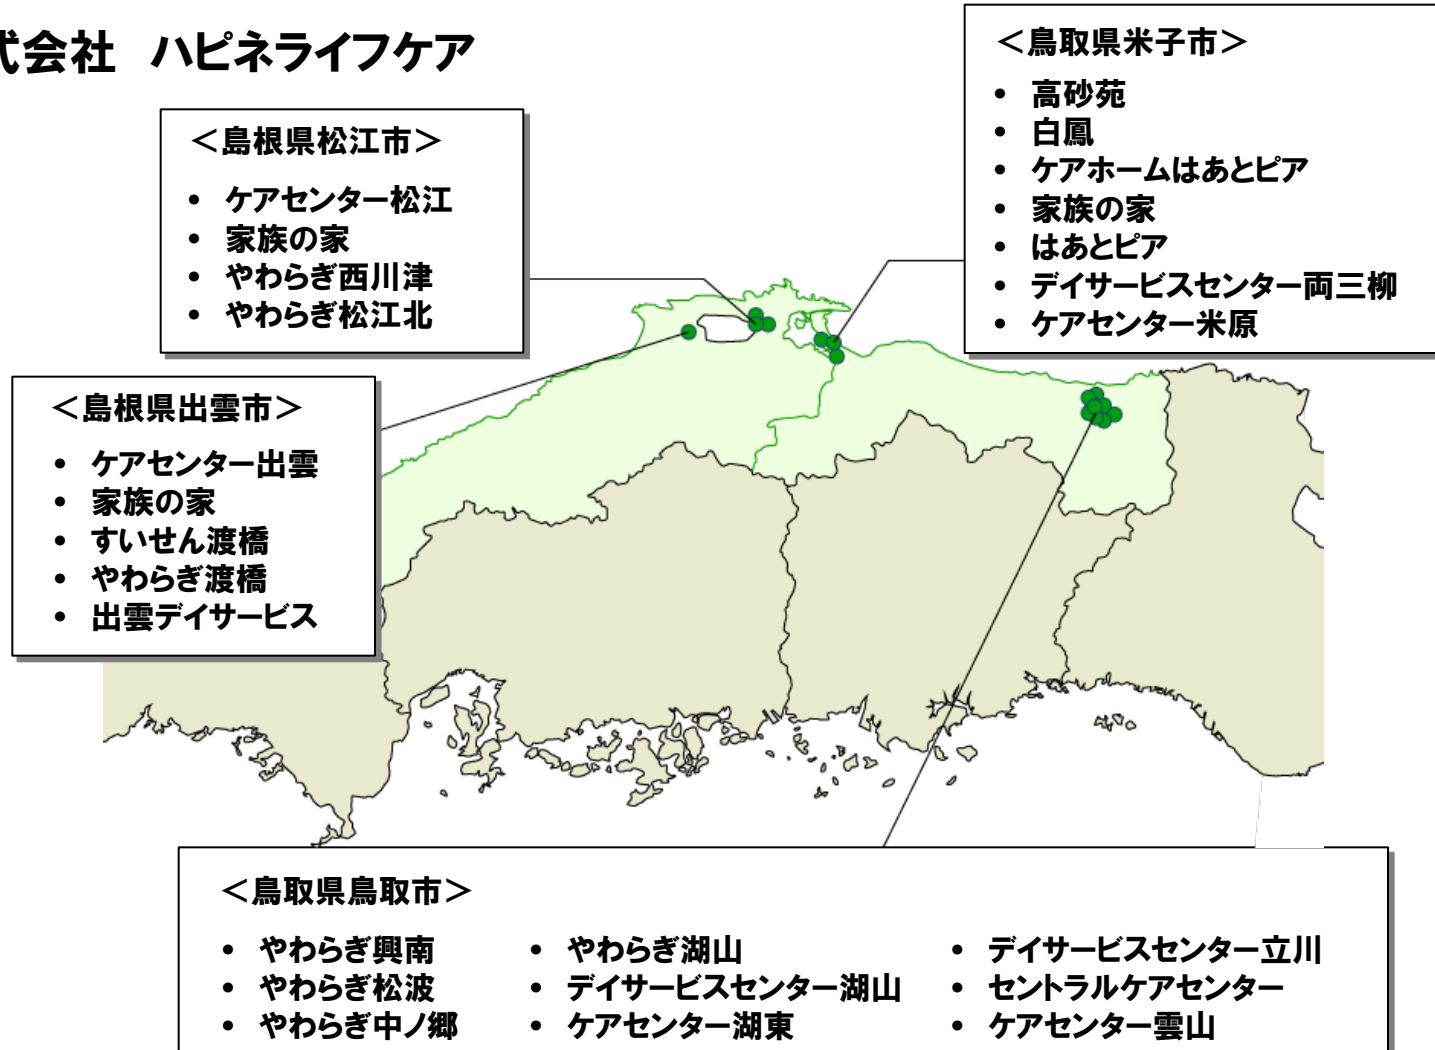 式会社 ハピネライフケア
＜鳥取県米子市＞
• 高砂苑
• 白鳳
• ケアホームはあとピア
• 家族の家
• はあとピア
• デイサービスセンター両三柳
• ケアセンター米原
＜島根県松江市＞
• ケアセンター松江
• 家族の家
• やわらぎ西川津
• やわらぎ松江北
＜島根県出雲市＞
• ケアセンター出雲
• 家族の家
• すいせん渡橋
• やわらぎ渡橋
• 出雲デイサービス
＜鳥取県鳥取市＞
• やわらぎ興南
• やわらぎ松波
• やわらぎ中ノ郷
• やわらぎ湖山
• デイサービスセンター湖山
• ケアセンター湖東
• デイサービスセンター立川
• セントラルケアセンター
• ケアセンター雲山